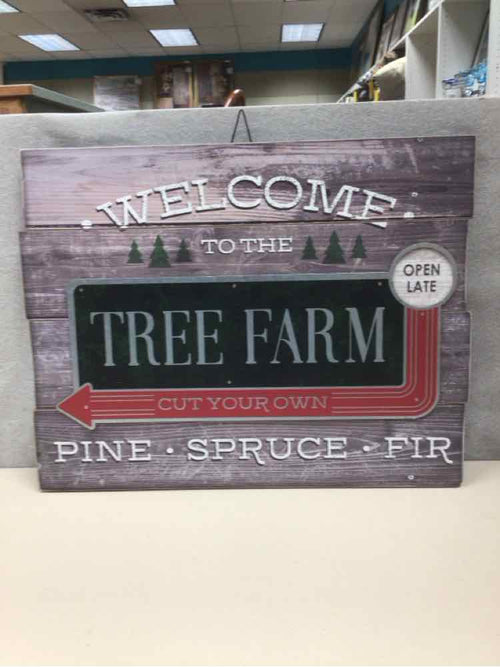 WELCOME
TO THE
OPEN
LATE
TREE FARM
CUT YOUR OWN
PINE • SPRUCE • FIR